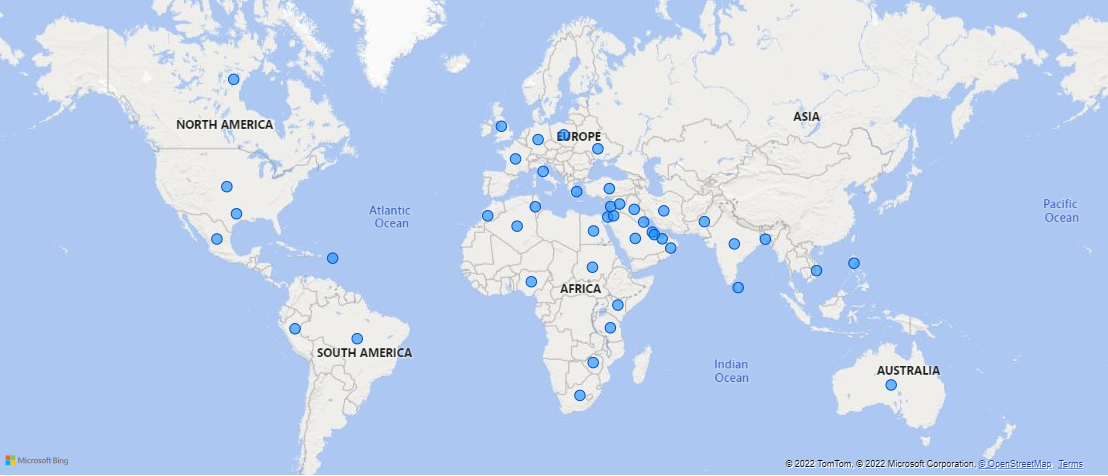 ASIA
NORTH AMERICA
EUROPE
Atlantic
Ocean
Pacific
Ocean
AFRICA
SOUTH AMERICA
Indian
Ocean
AUSTRALIA
Microsoft Bing
© 2022 TomTom, © 2022 Microsoft Corporation, © OpenStreetMap Terms